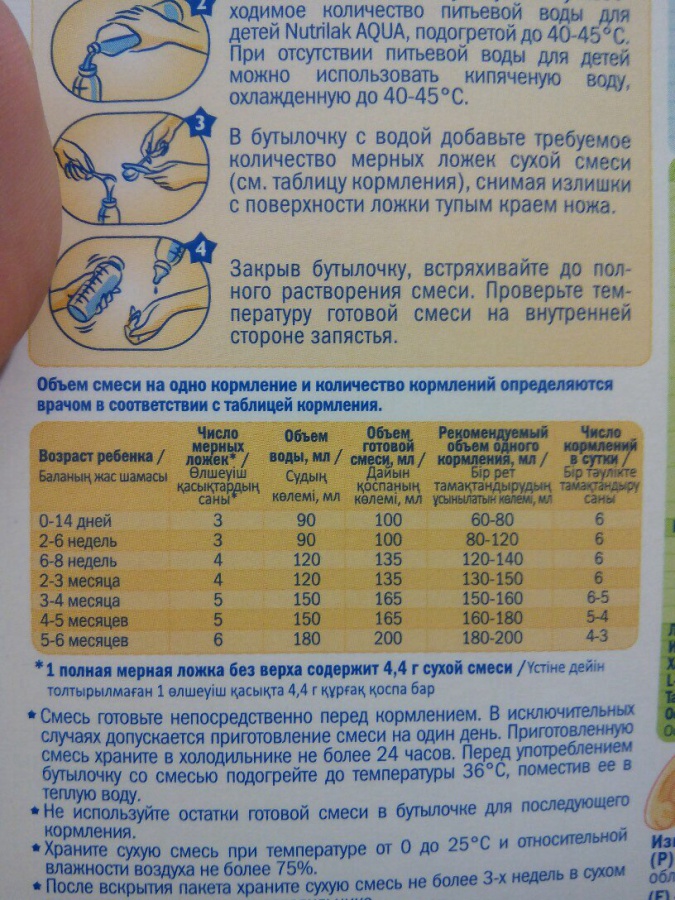 2
ходимое количество питьевой воды для
детей Nutrilak AQUA, подогретой до 40-45°С.
При отсутствии питьевой воды для детей
можно использовать кипяченую воду,
охлажденную до 40-45°С.
3
В бутылочку с водой добавьте требуемое
количество мерных ложек сухой смеси
(см. таблицу кормления), снимая излишки
с поверхности ложки тупым краем ножа.
4
Закрыв бутылочку, встряхивайте до пол-
ного растворения смеси. Проверьте тем-
пературу готовой смеси на внутренней
стороне запястья.
Объем смеси на одно кормление и количество кормлений определяются
врачом в соответствии с таблицей кормления.
Возраст ребенка /
Баланың жас шамасы
Число
мерных
ложек* /
Өлшеуіш
қасықтардың
саны*
Объем
воды, мл /
Судың
көлемі, мл
Объем
готовой
смеси, мл /
Дайын
қоспаның
көлемі, мл
Рекомендуемый
объем одного
кормления, мл /
Бір рет
тамақтандырудың
ұсынылатын көлемі, мл
Число
кормлений
в сутки /
Бір тәулікте
тамақтандыру
саны
0-14 дней 3 90 100 60-80 6
2-6 недель 3 90 100 80-120 6
6-8 недель 4 120 135 120-140 6
2-3 месяца 4 120 135 130-150 6
3-4 месяца 5 150 165 150-160 6-5
4-5 месяцев 5 150 165 160-180 5-4
5-6 месяцев 6 180 200 180-200 4-3
*1 полная мерная ложка без верха содержит 4,4 г сухой смеси / Үстіне дейін
толтырылмаған 1 өлшеуіш қасықта 4,4 г құрғақ қоспа бар
* Смесь готовьте непосредственно перед кормлением. В исключительных
случаях допускается приготовление смеси на один день. Приготовленную
смесь храните в холодильнике не более 24 часов. Перед употреблением
бутылочку со смесью подогрейте до температуры 36°С, поместив ее в
теплую воду.
* Не используйте остатки готовой смеси в бутылочке для последующего
кормления.
* Храните сухую смесь при температуре от 0 до 25°С и относительной
влажности воздуха не более 75%.
* После вскрытия пакета храните сухую смесь не более 3-х недель в сухом
(P)